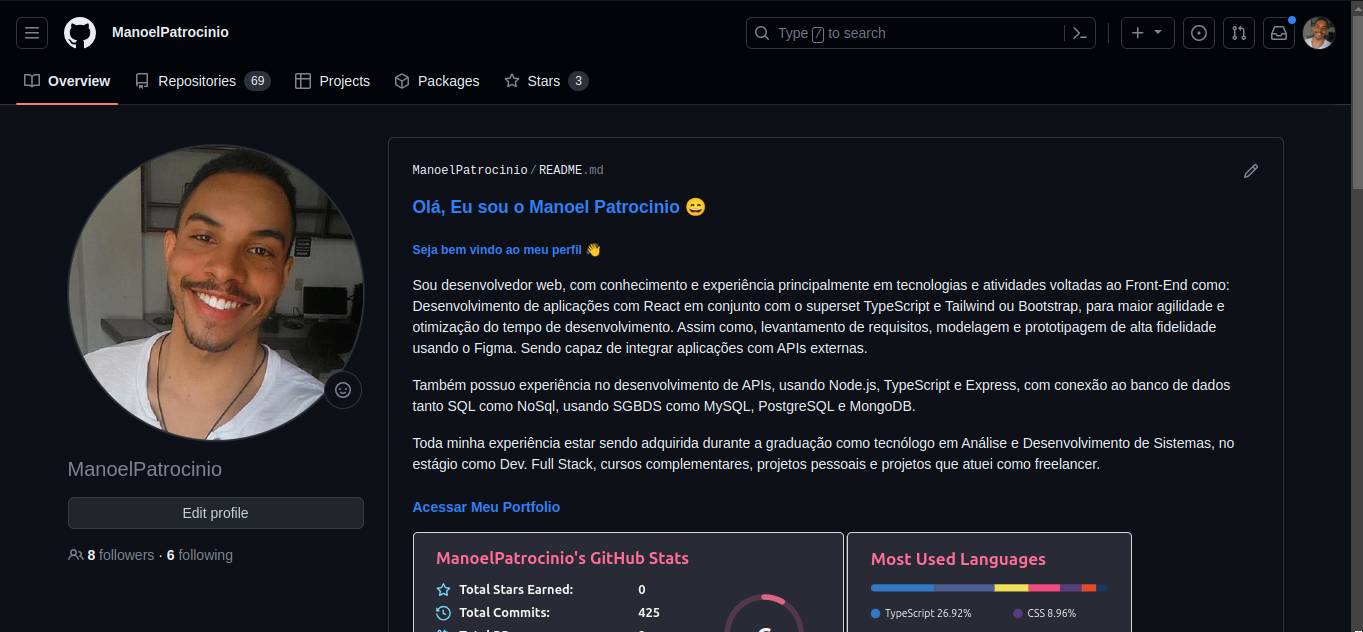 ManoelPatrocinio
Type / to search
Overview
Repositories 69
Projects
Packages
Stars 3
ManoelPatrocinio/README.md
Olá, Eu sou o Manoel Patrocinio 😄
Seja bem vindo ao meu perfil 👋
Sou desenvolvedor web, com conhecimento e experiência principalmente em tecnologias e atividades voltadas ao Front-End como:
Desenvolvimento de aplicações com React em conjunto com o superset TypeScript e Tailwind ou Bootstrap, para maior agilidade e
otimização do tempo de desenvolvimento. Assim como, levantamento de requisitos, modelagem e prototipagem de alta fidelidade
usando o Figma. Sendo capaz de integrar aplicações com APIs externas.
Também possuo experiência no desenvolvimento de APIs, usando Node.js, TypeScript e Express, com conexão ao banco de dados
tanto SQL como NoSql, usando SGBDS como MySQL, PostgreSQL e MongoDB.
Toda minha experiência estar sendo adquirida durante a graduação como tecnólogo em Análise e Desenvolvimento de Sistemas, no
estágio como Dev. Full Stack, cursos complementares, projetos pessoais e projetos que atuei como freelancer.
Acessar Meu Portfolio
ManoelPatrocinio
Edit profile
8 followers · 6 following
ManoelPatrocinio's GitHub Stats
Total Stars Earned: 0
Total Commits: 425
Most Used Languages
TypeScript 26.92%
CSS 8.96%